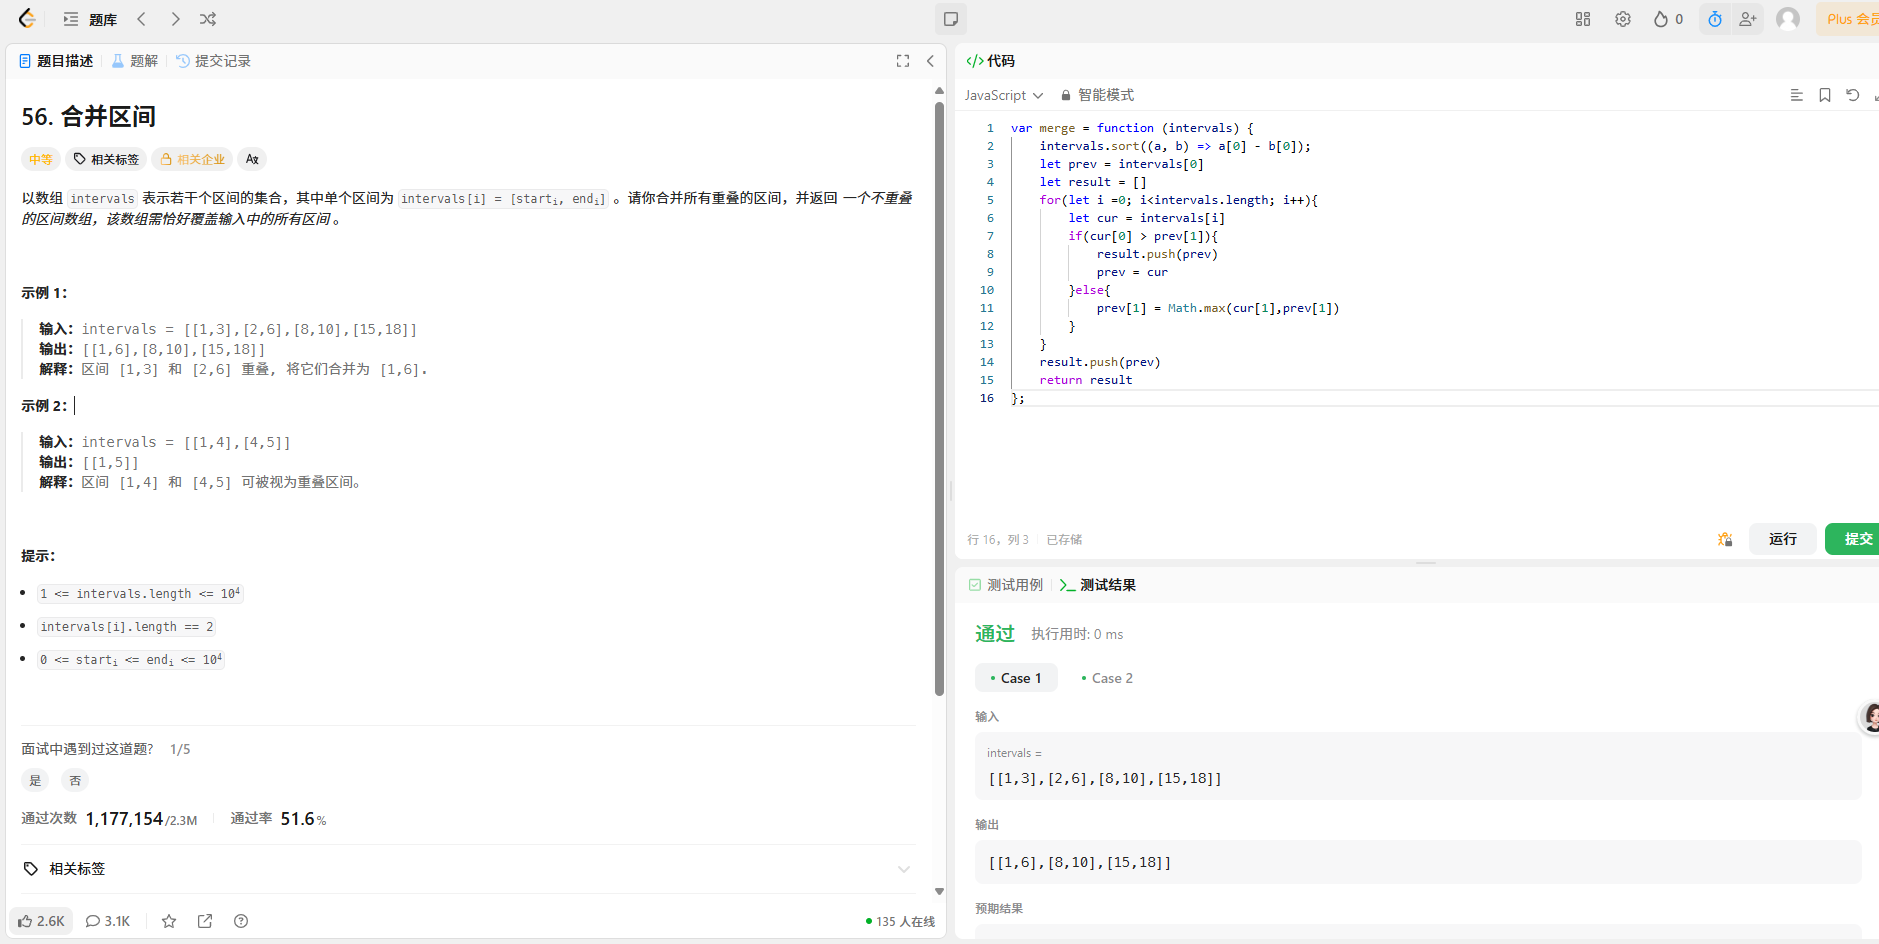 题库
0
Plus 会员
题目描述
题解
提交记录
56. 合并区间
中等
相关标签
相关企业
以数组 intervals 表示若干个区间的集合，其中单个区间为 intervals[i] = [starti, endi] 。请你合并所有重叠的区间，并返回 一个不重叠
的区间数组，该数组需恰好覆盖输入中的所有区间 。
示例 1：
输入：intervals = [[1,3],[2,6],[8,10],[15,18]]
输出：[[1,6],[8,10],[15,18]]
解释：区间 [1,3] 和 [2,6] 重叠, 将它们合并为 [1,6].
示例 2：
输入：intervals = [[1,4],[4,5]]
输出：[[1,5]]
解释：区间 [1,4] 和 [4,5] 可被视为重叠区间。
提示：
1 <= intervals.length <= 10⁴
intervals[i].length == 2
0 <= starti <= endi <= 10⁴
面试中遇到过这道题? 1/5
是
否
通过次数 1,177,154/2.3M
通过率 51.6%
相关标签
2.6K
3.1K
135 人在线
代码
JavaScript
智能模式
1 var merge = function (intervals) {
2 intervals.sort((a, b) => a[0] - b[0]);
3 let prev = intervals[0]
4 let result = []
5 for(let i =0; i<intervals.length; i++){
6 let cur = intervals[i]
7 if(cur[0] > prev[1]){
8 result.push(prev)
9 prev = cur
10 }else{
11 prev[1] = Math.max(cur[1],prev[1])
12 }
13 }
14 result.push(prev)
15 return result
16 };
行 16，列 3
已存储
运行
提交
测试用例
测试结果
通过
执行用时: 0 ms
Case 1
Case 2
输入
intervals =
[[1,3],[2,6],[8,10],[15,18]]
输出
[[1,6],[8,10],[15,18]]
预期结果